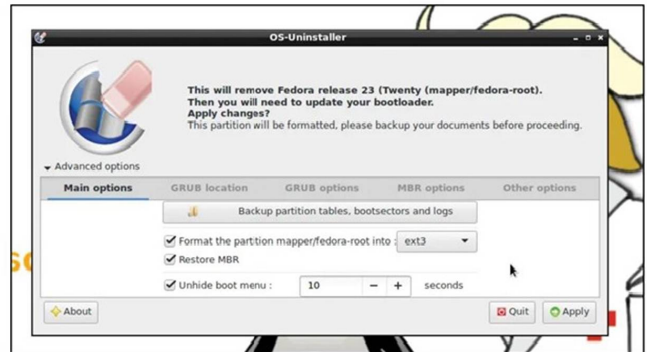 OS-Uninstaller
This will remove Fedora release 23 (Twenty (mapper/fedora-root).
Then you will need to update your bootloader.
Apply changes?
This partition will be formatted, please backup your documents before proceeding.
Advanced options
Main options GRUB location GRUB options MBR options Other options
Backup partition tables, bootsectors and logs
Format the partition mapper/fedora-root into : ext3
Restore MBR
Unhide boot menu : 10 − + seconds
About Quit Apply